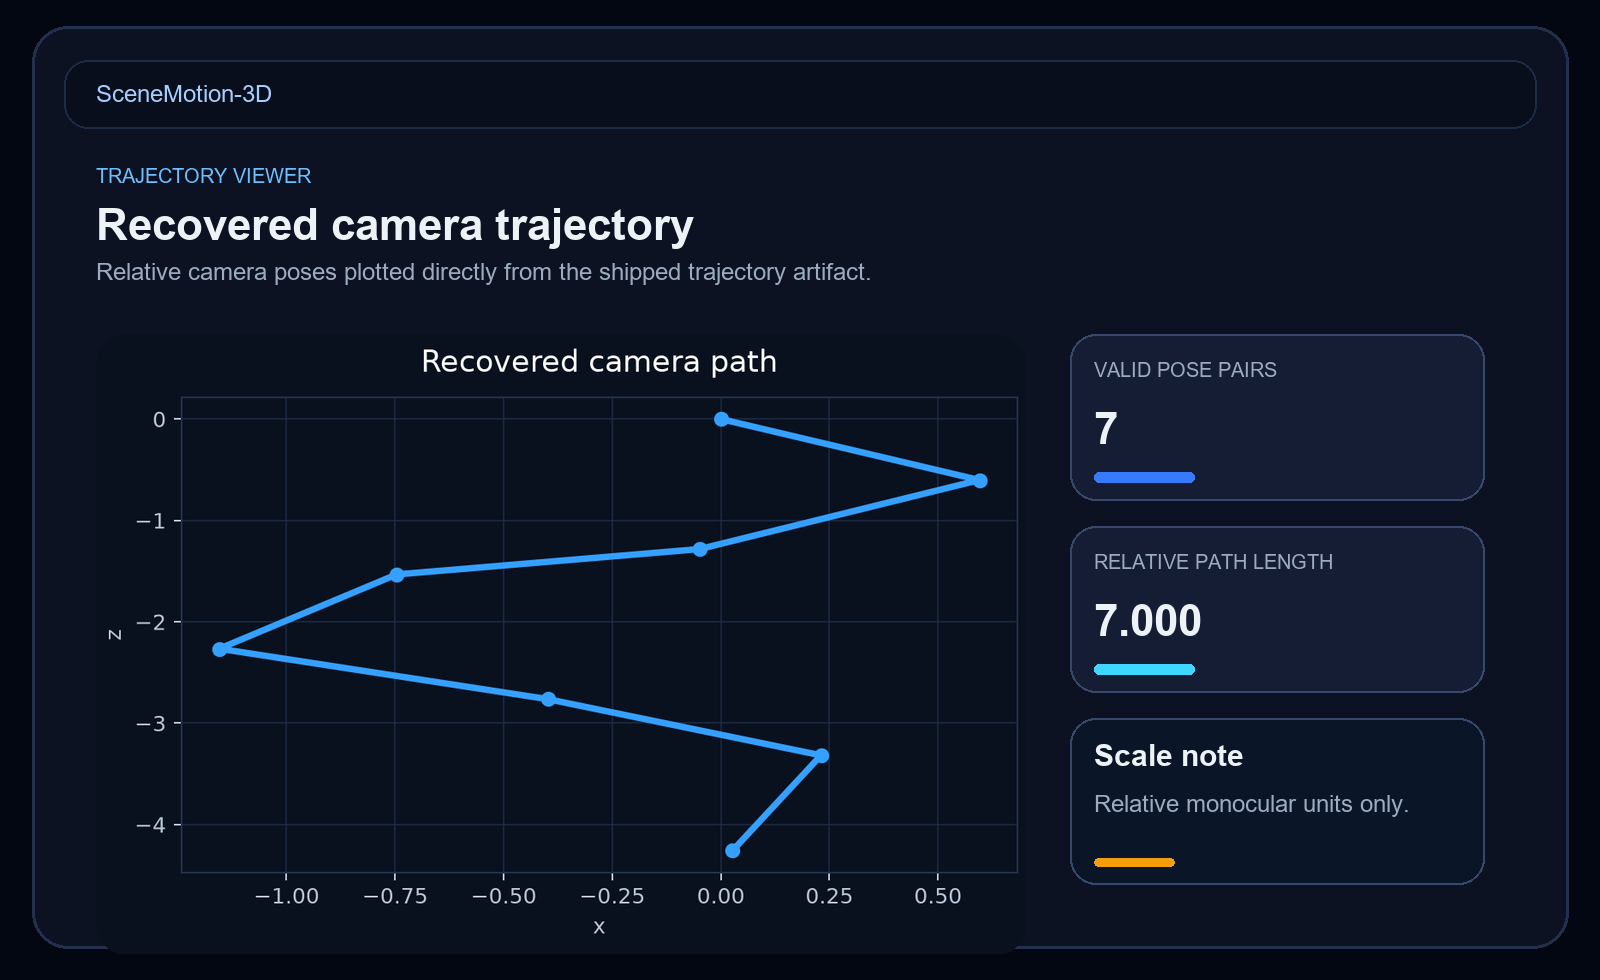 SceneMotion-3D
TRAJECTORY VIEWER
Recovered camera trajectory
Relative camera poses plotted directly from the shipped trajectory artifact.
Recovered camera path
0
−1
−2
−3
−4
z
−1.00 −0.75 −0.50 −0.25 0.00 0.25 0.50
x
VALID POSE PAIRS
7
RELATIVE PATH LENGTH
7.000
Scale note
Relative monocular units only.